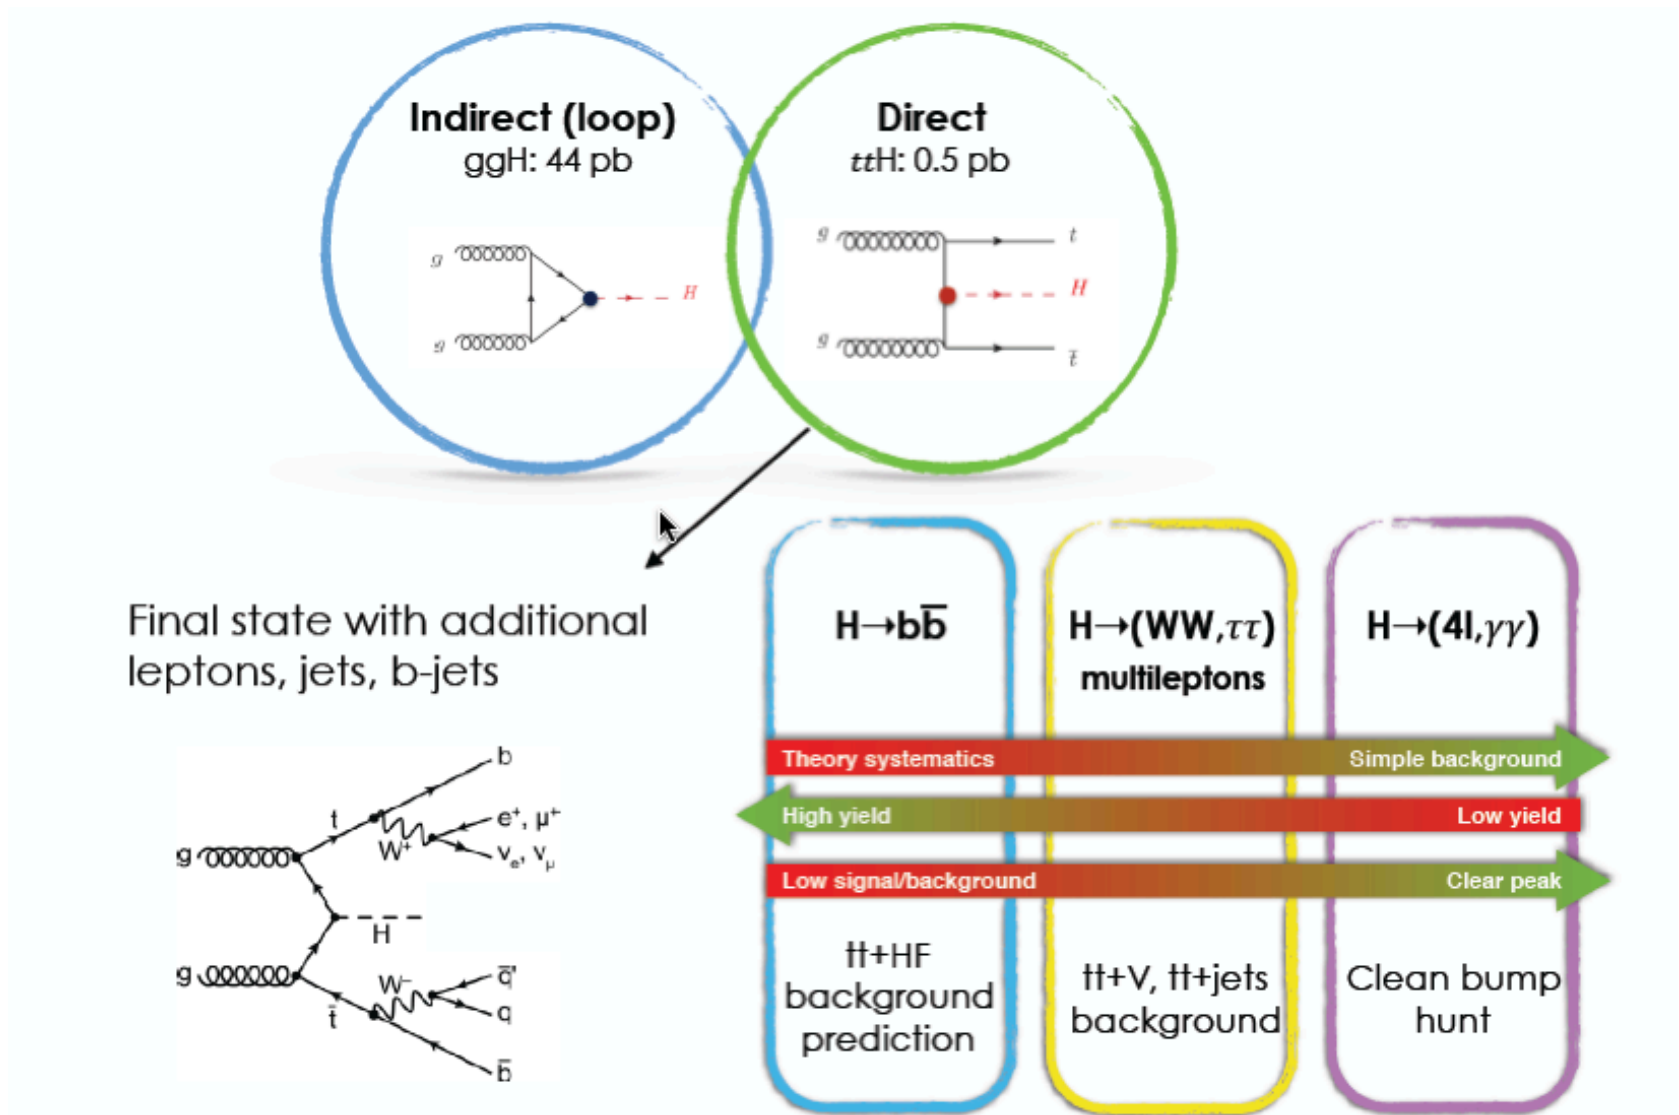 Indirect (loop)
ggH: 44 pb
g
g
H
Direct
ttH: 0.5 pb
g
g
t
H
t̅
Final state with additional
leptons, jets, b-jets
g
g
t
W⁺
b
e⁺, μ⁺
νₑ, ν_μ
H
W⁻
t̅
q̅'
q
b̅
H→bb̅
H→(WW,ττ)
multileptons
H→(4l,γγ)
Theory systematics
Simple background
High yield
Low yield
Low signal/background
Clear peak
tt+HF
background
prediction
tt+V, tt+jets
background
Clean bump
hunt